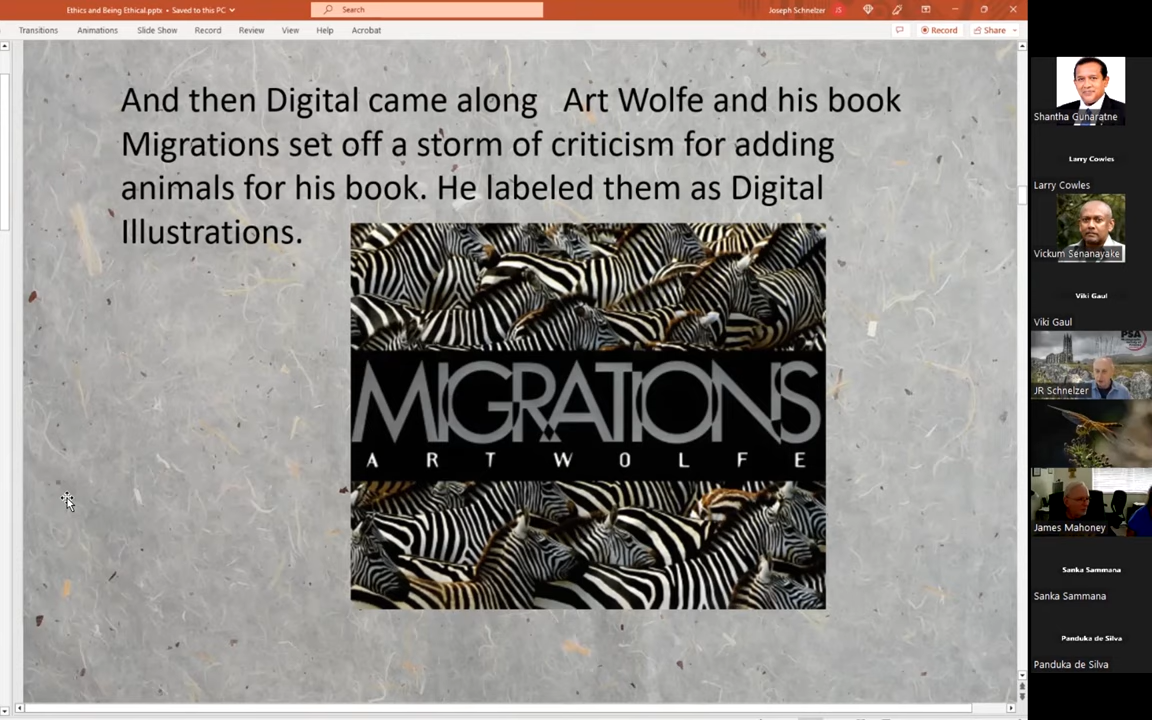 Ethics and Being Ethical.pptx • Saved to this PC
Search
Joseph Schnelzer JS
Transitions Animations Slide Show Record Review View Help Acrobat
Record Share
And then Digital came along Art Wolfe and his book
Migrations set off a storm of criticism for adding
animals for his book. He labeled them as Digital
Illustrations.
MIGRATIONS
ART WOLFE
Shantha Gunaratne
Larry Cowles
Larry Cowles
Vickum Senanayake
Viki Gaul
Viki Gaul
PSA
JR Schnelzer
James Mahoney
Sanka Sammana
Sanka Sammana
Panduka de Silva
Panduka de Silva